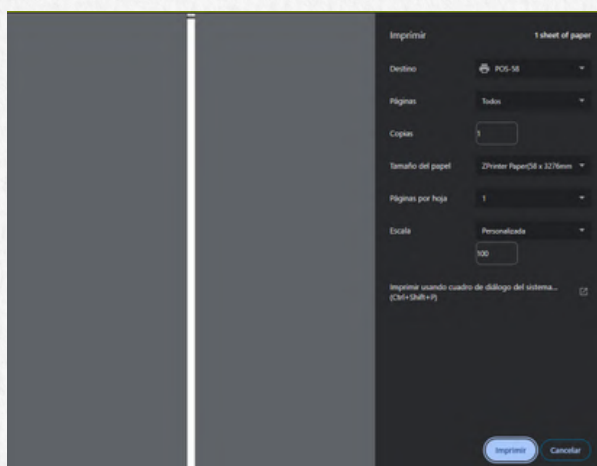 Imprimir 1 sheet of paper
Destino POS-58
Páginas Todos
Copias 1
Tamaño del papel ZPrinter Paper(58 x 3276mm
Páginas por hoja 1
Escala Personalizada
100
Imprimir usando cuadro de diálogo del sistema...
(Ctrl+Shift+P)
Imprimir Cancelar